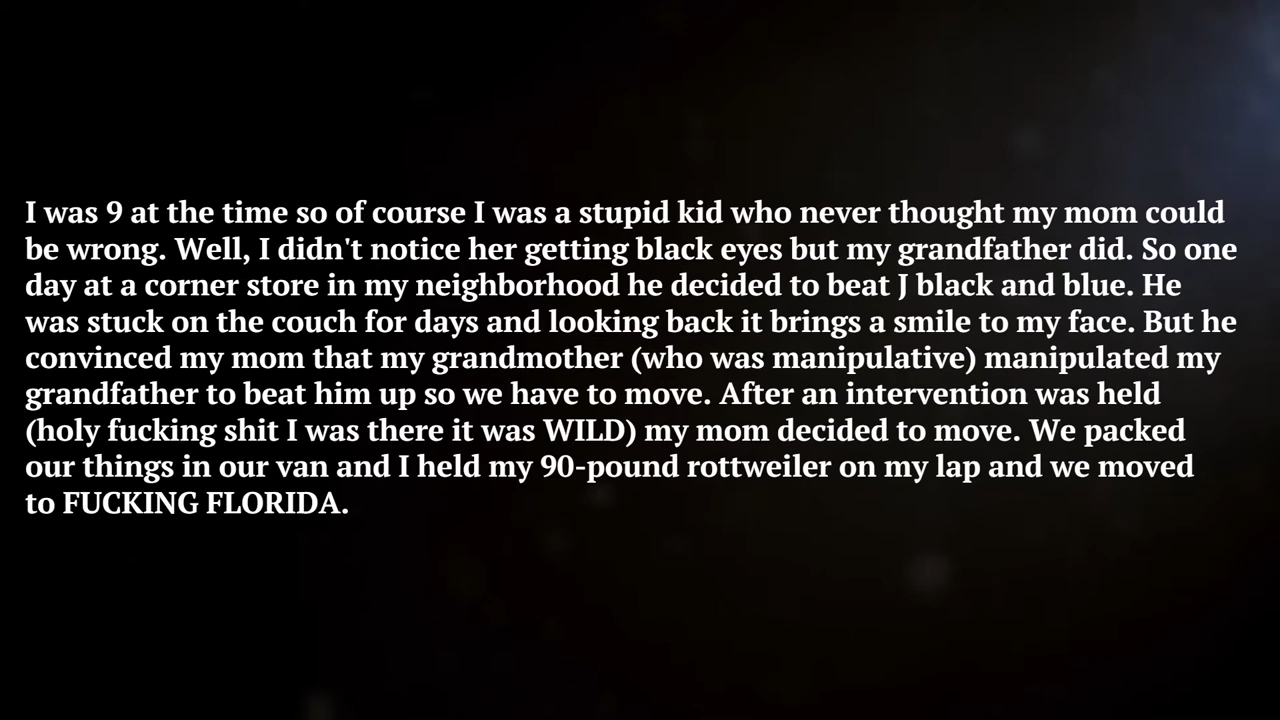 I was 9 at the time so of course I was a stupid kid who never thought my mom could
be wrong. Well, I didn't notice her getting black eyes but my grandfather did. So one
day at a corner store in my neighborhood he decided to beat J black and blue. He
was stuck on the couch for days and looking back it brings a smile to my face. But he
convinced my mom that my grandmother (who was manipulative) manipulated my
grandfather to beat him up so we have to move. After an intervention was held
(holy fucking shit I was there it was WILD) my mom decided to move. We packed
our things in our van and I held my 90-pound rottweiler on my lap and we moved
to FUCKING FLORIDA.